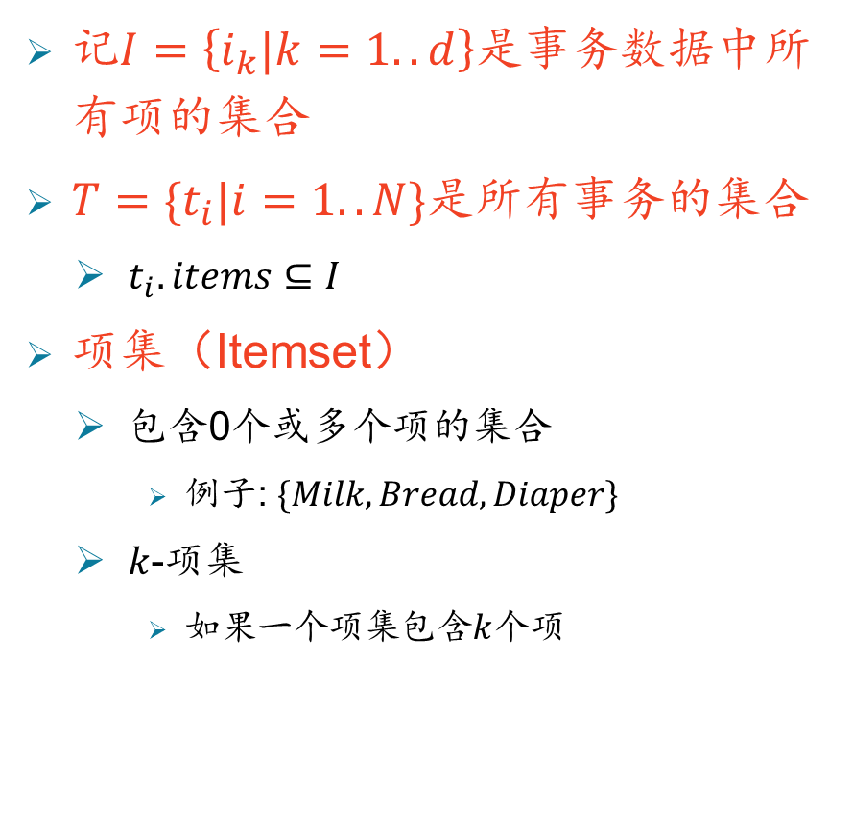 ➢ 记I = {i_k|k = 1..d}是事务数据中所
有项的集合
➢ T = {t_i|i = 1..N}是所有事务的集合
➢ t_i.items ⊆ I
➢ 项集（Itemset）
➢ 包含0个或多个项的集合
➢ 例子: {Milk, Bread, Diaper}
➢ k-项集
➢ 如果一个项集包含k个项